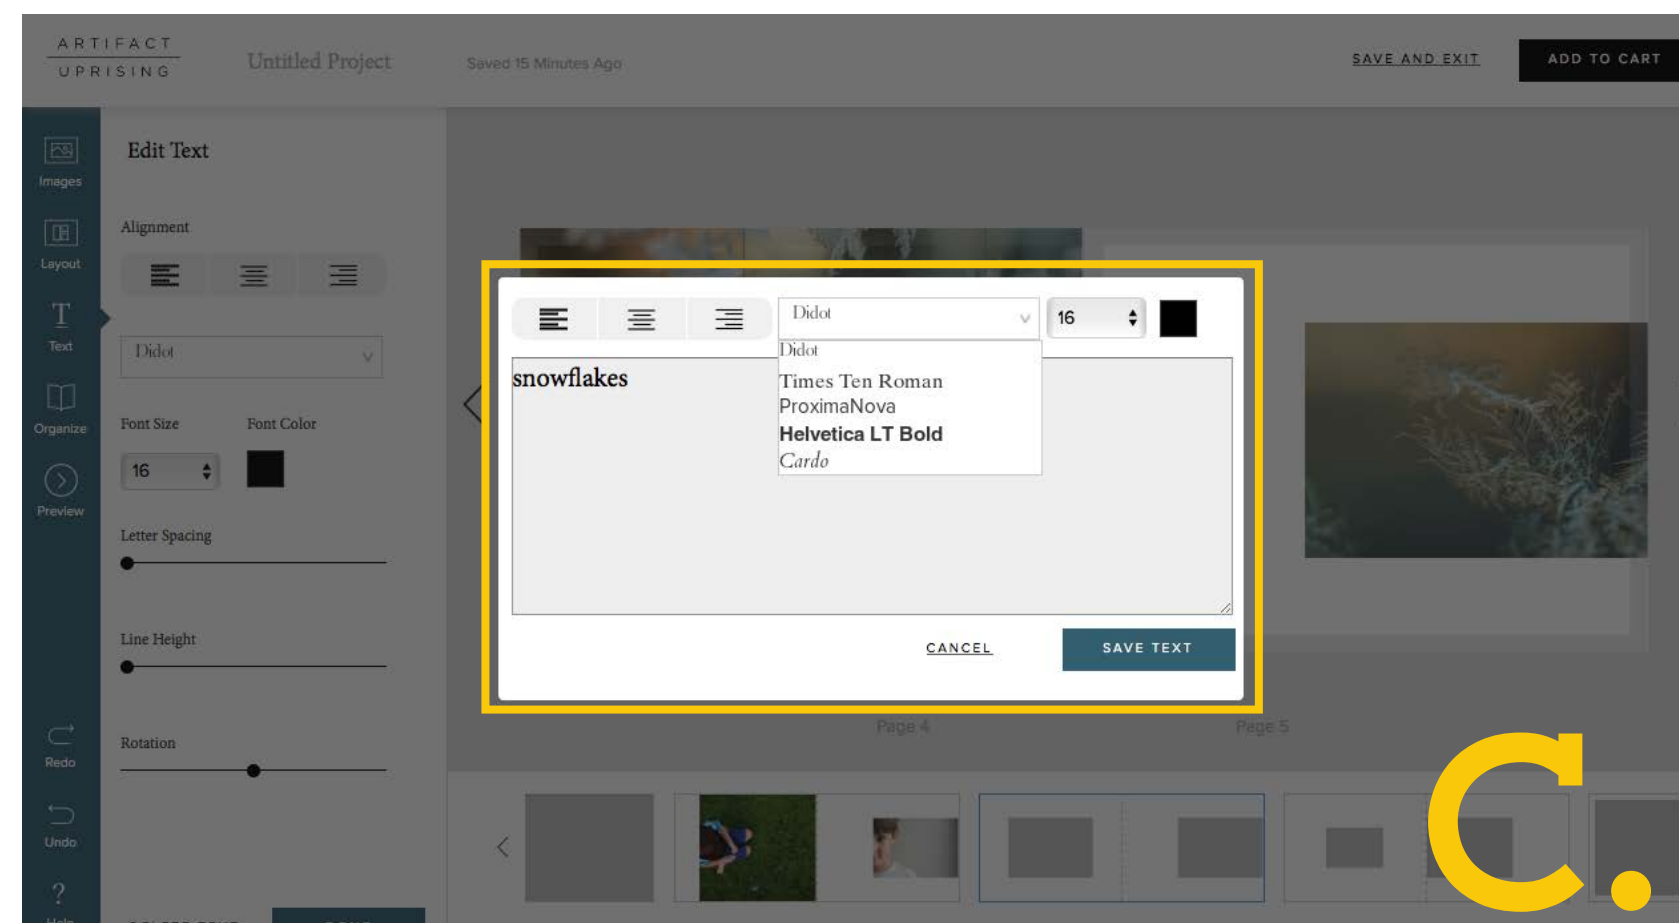 ARTIFACT
UPRISING
Untitled Project
Saved 15 Minutes Ago
SAVE AND EXIT
ADD TO CART
Images
Layout
Text
Organize
Preview
Redo
Undo
?
Help
Edit Text
Alignment
Didot
Font Size
Font Color
16
Letter Spacing
Line Height
Rotation
Didot
16
Didot
Times Ten Roman
ProximaNova
Helvetica LT Bold
Cardo
snowflakes
CANCEL
SAVE TEXT
Page 4
Page 5
C.